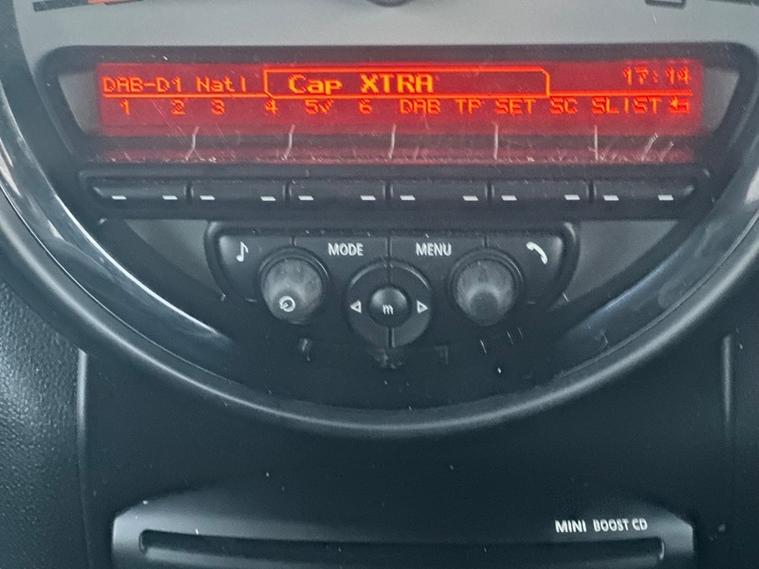 DAB-D1 Natl Cap XTRA 17:14
1 2 3 4 5✓ 6 DAB TP SET SC SLIST
MODE MENU
m
MINI BOOST CD